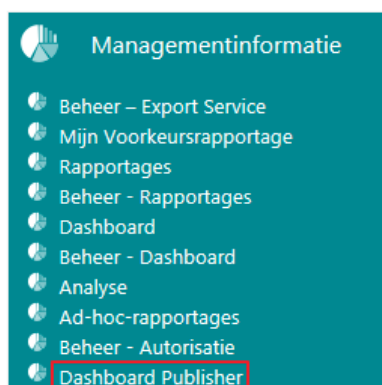 Managementinformatie
Beheer – Export Service
Mijn Voorkeursrapportage
Rapportages
Beheer - Rapportages
Dashboard
Beheer - Dashboard
Analyse
Ad-hoc-rapportages
Beheer - Autorisatie
Dashboard Publisher